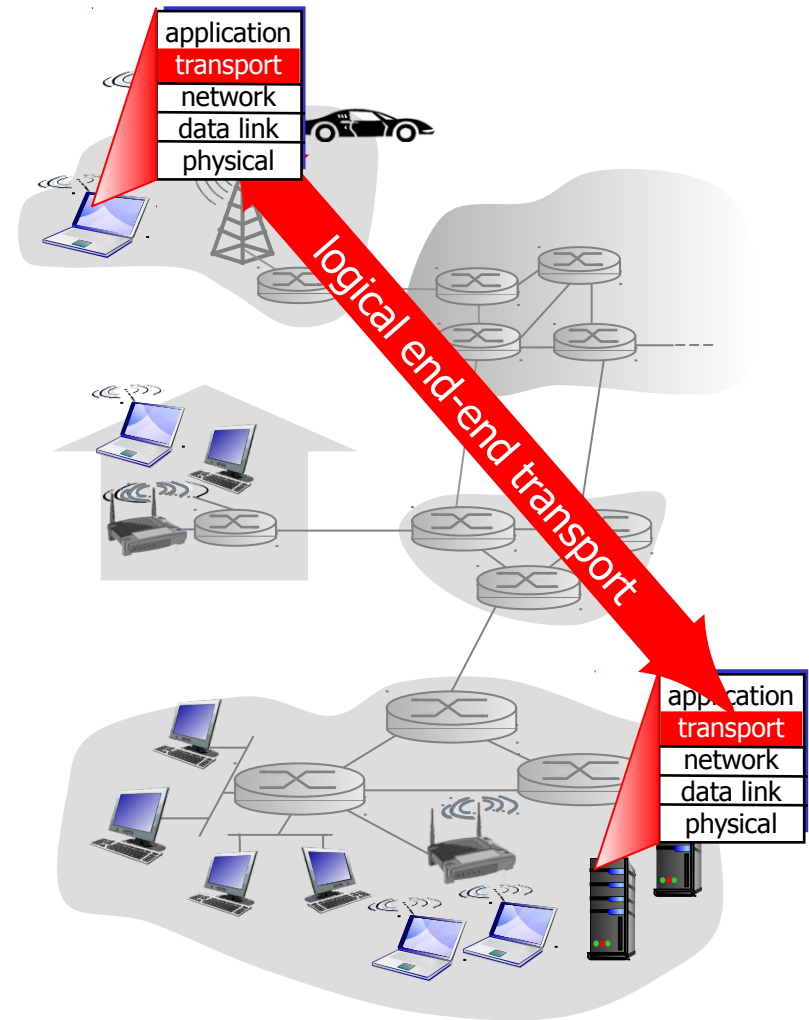 application
transport
network
data link
physical
logical end-end transport
application
transport
network
data link
physical